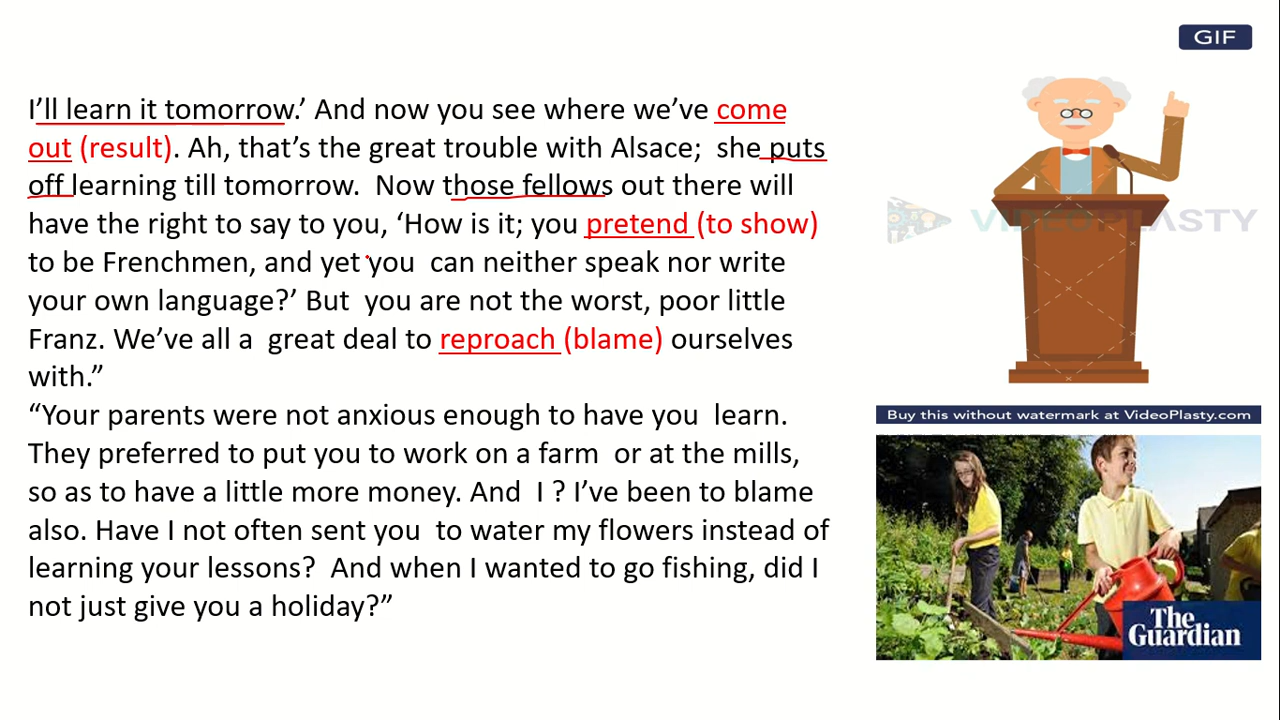 GIF
I’ll learn it tomorrow.’ And now you see where we’ve come
out (result). Ah, that’s the great trouble with Alsace; she puts
off learning till tomorrow. Now those fellows out there will
have the right to say to you, ‘How is it; you pretend (to show)
to be Frenchmen, and yet you can neither speak nor write
your own language?’ But you are not the worst, poor little
Franz. We’ve all a great deal to reproach (blame) ourselves
with.”
“Your parents were not anxious enough to have you learn.
They preferred to put you to work on a farm or at the mills,
so as to have a little more money. And I ? I’ve been to blame
also. Have I not often sent you to water my flowers instead of
learning your lessons? And when I wanted to go fishing, did I
not just give you a holiday?”
VIDEOPLASTY
Buy this without watermark at VideoPlasty.com
The
Guardian